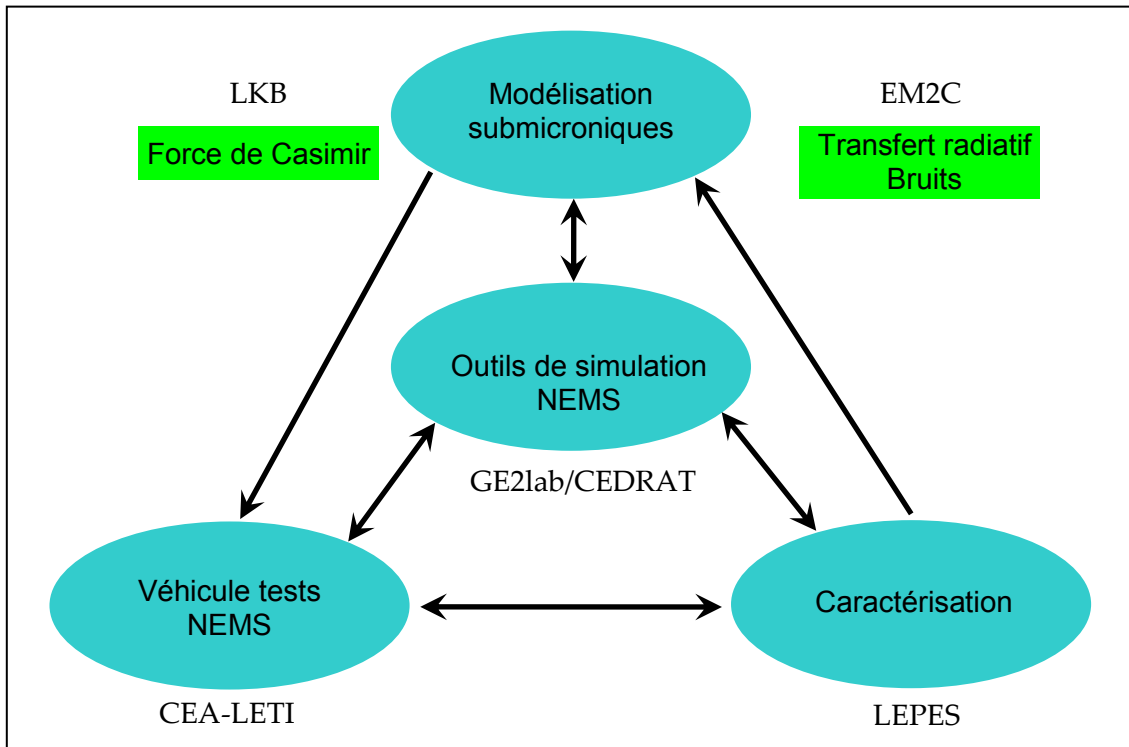 LKB
Modélisation
submicroniques
EM2C
Force de Casimir
Transfert radiatif
Bruits
Outils de simulation
NEMS
GE2lab/CEDRAT
Véhicule tests
NEMS
Caractérisation
CEA-LETI
LEPES